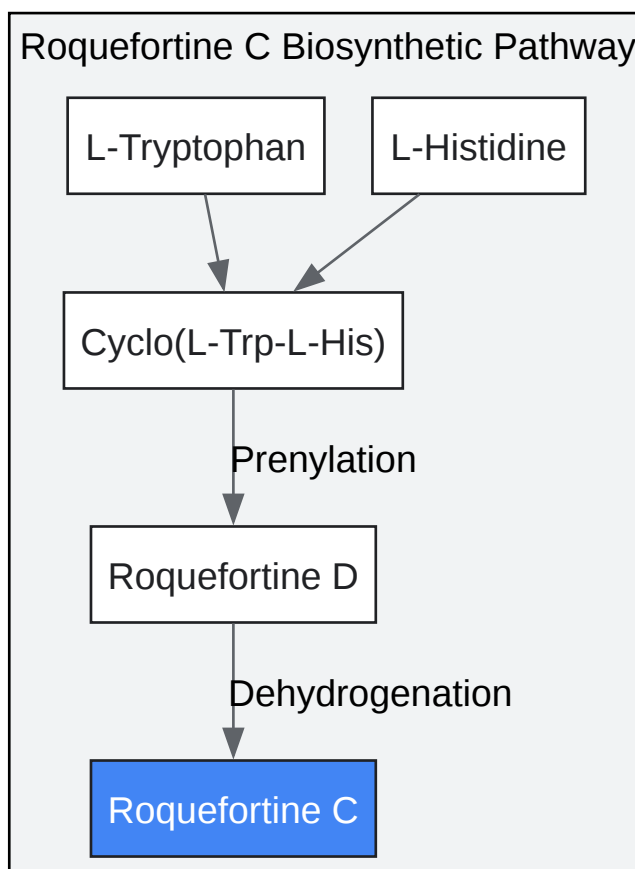 Roquefortine C Biosynthetic Pathway
L-Tryptophan
L-Histidine
Cyclo(L-Trp-L-His)
Prenylation
Roquefortine D
Dehydrogenation
Roquefortine C